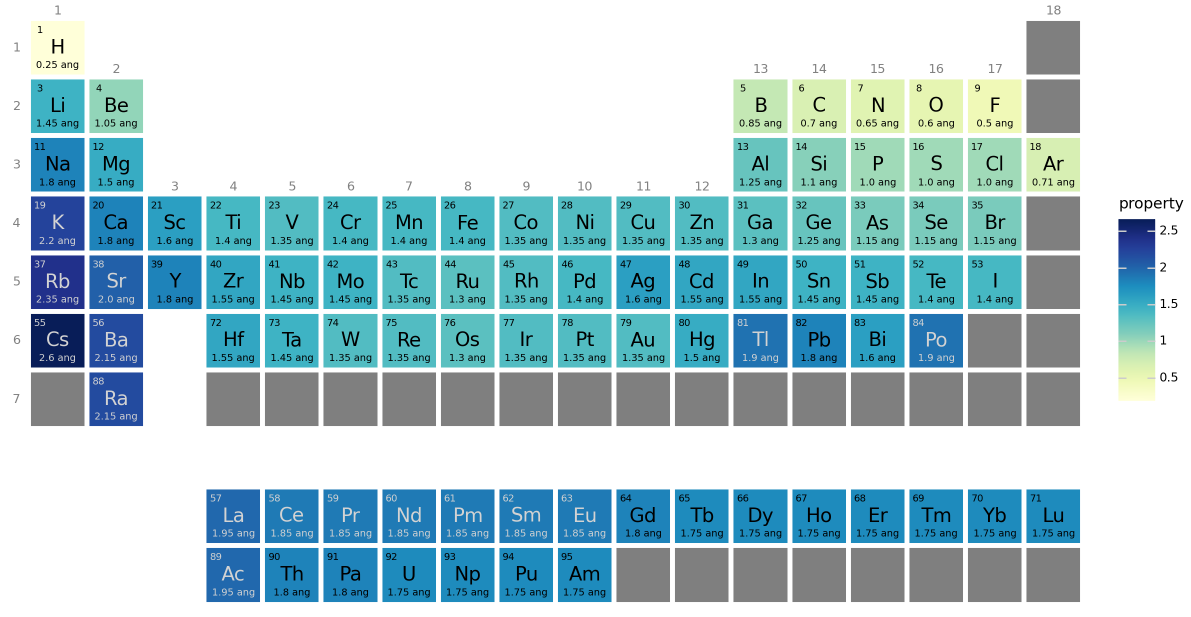 1 18
1 1 H 0.25 ang
2 13 14 15 16 17
2 3 Li 1.45 ang 4 Be 1.05 ang 5 B 0.85 ang 6 C 0.7 ang 7 N 0.65 ang 8 O 0.6 ang 9 F 0.5 ang
3 11 Na 1.8 ang 12 Mg 1.5 ang 13 Al 1.25 ang 14 Si 1.1 ang 15 P 1.0 ang 16 S 1.0 ang 17 Cl 1.0 ang 18 Ar 0.71 ang
3 4 5 6 7 8 9 10 11 12
4 19 K 2.2 ang 20 Ca 1.8 ang 21 Sc 1.6 ang 22 Ti 1.4 ang 23 V 1.35 ang 24 Cr 1.4 ang 25 Mn 1.4 ang 26 Fe 1.4 ang 27 Co 1.35 ang 28 Ni 1.35 ang 29 Cu 1.35 ang 30 Zn 1.35 ang 31 Ga 1.3 ang 32 Ge 1.25 ang 33 As 1.15 ang 34 Se 1.15 ang 35 Br 1.15 ang
5 37 Rb 2.35 ang 38 Sr 2.0 ang 39 Y 1.8 ang 40 Zr 1.55 ang 41 Nb 1.45 ang 42 Mo 1.45 ang 43 Tc 1.35 ang 44 Ru 1.3 ang 45 Rh 1.35 ang 46 Pd 1.4 ang 47 Ag 1.6 ang 48 Cd 1.55 ang 49 In 1.55 ang 50 Sn 1.45 ang 51 Sb 1.45 ang 52 Te 1.4 ang 53 I 1.4 ang
6 55 Cs 2.6 ang 56 Ba 2.15 ang 72 Hf 1.55 ang 73 Ta 1.45 ang 74 W 1.35 ang 75 Re 1.35 ang 76 Os 1.3 ang 77 Ir 1.35 ang 78 Pt 1.35 ang 79 Au 1.35 ang 80 Hg 1.5 ang 81 Tl 1.9 ang 82 Pb 1.8 ang 83 Bi 1.6 ang 84 Po 1.9 ang
7 88 Ra 2.15 ang
57 La 1.95 ang 58 Ce 1.85 ang 59 Pr 1.85 ang 60 Nd 1.85 ang 61 Pm 1.85 ang 62 Sm 1.85 ang 63 Eu 1.85 ang 64 Gd 1.8 ang 65 Tb 1.75 ang 66 Dy 1.75 ang 67 Ho 1.75 ang 68 Er 1.75 ang 69 Tm 1.75 ang 70 Yb 1.75 ang 71 Lu 1.75 ang
89 Ac 1.95 ang 90 Th 1.8 ang 91 Pa 1.8 ang 92 U 1.75 ang 93 Np 1.75 ang 94 Pu 1.75 ang 95 Am 1.75 ang
property
2.5
2
1.5
1
0.5